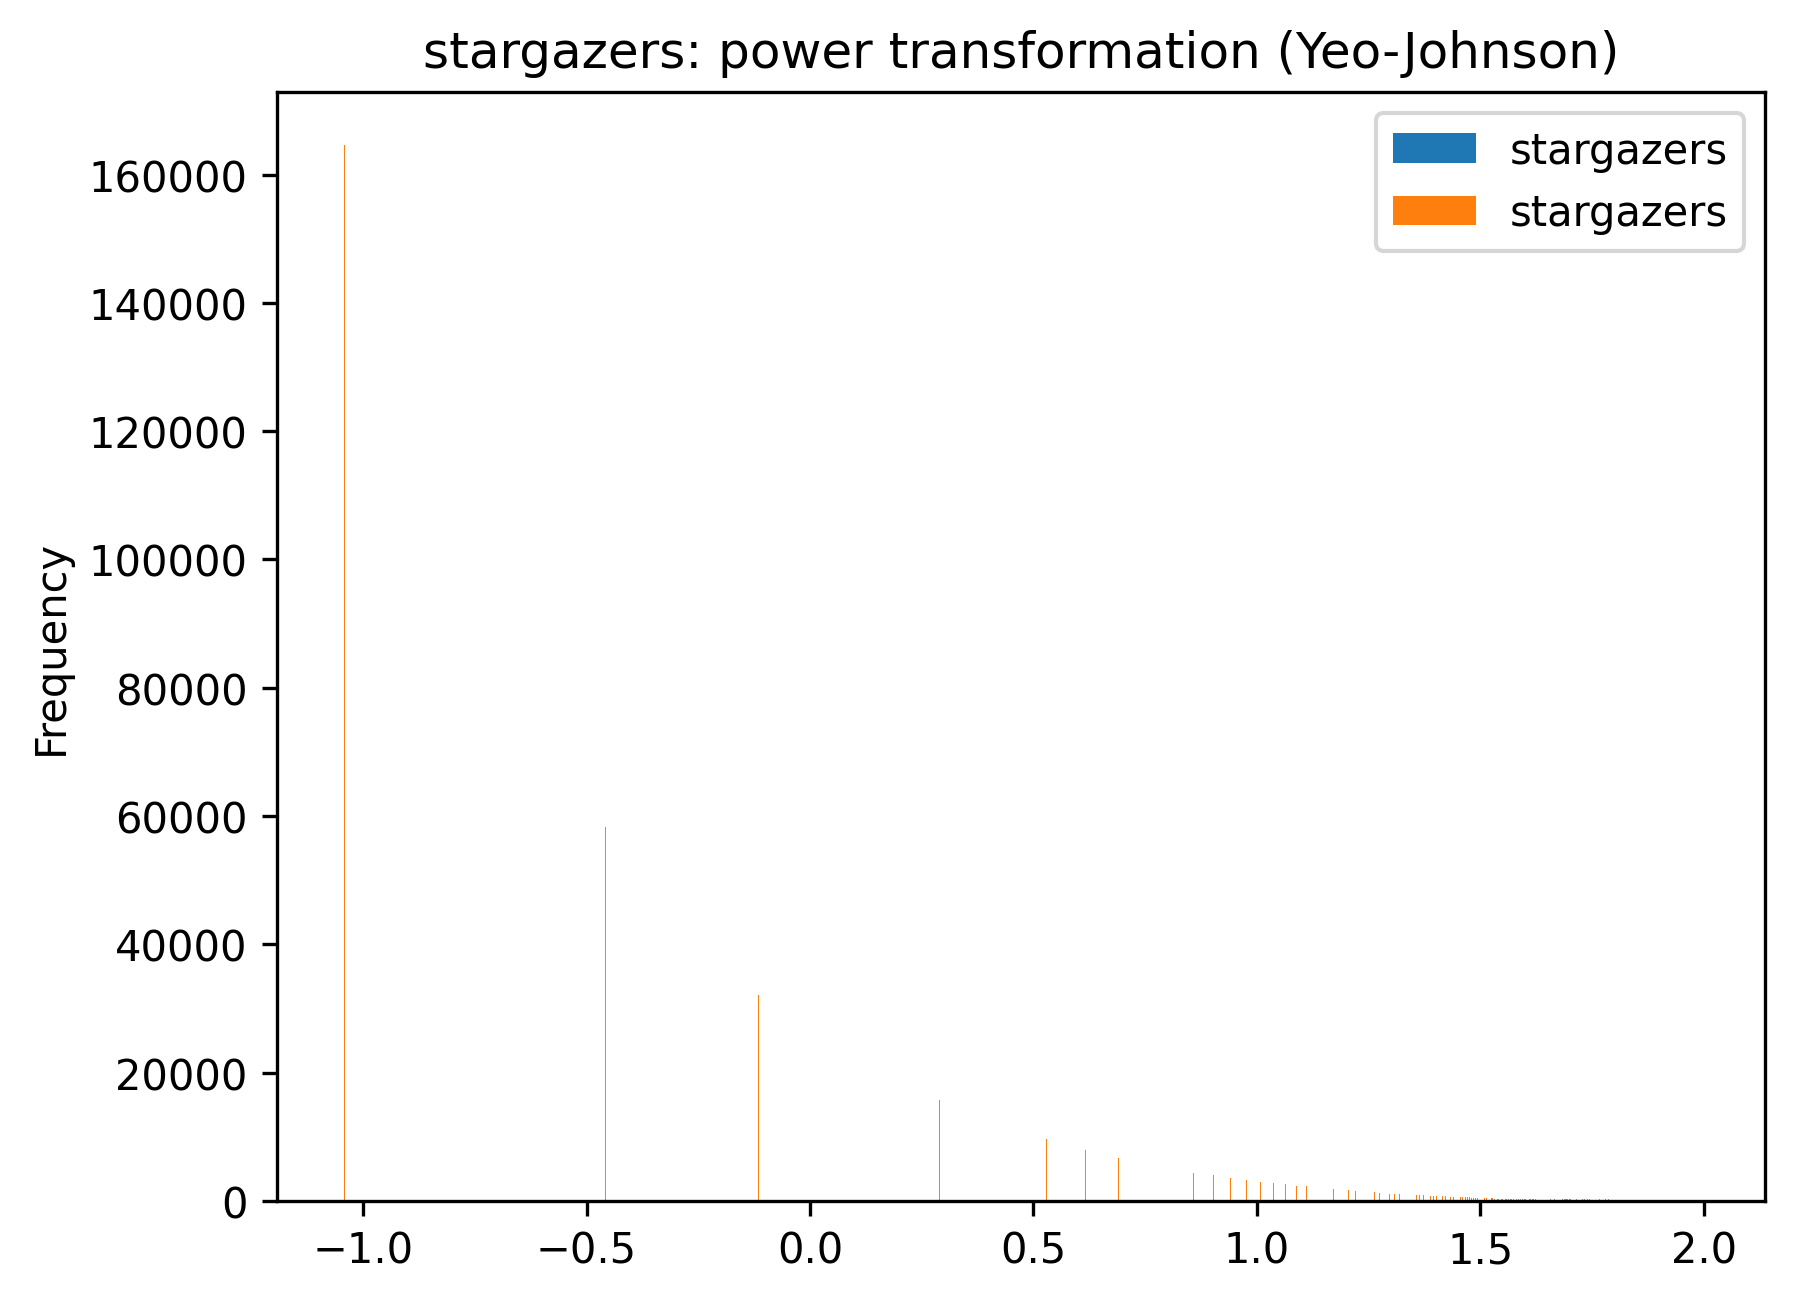 stargazers: power transformation (Yeo-Johnson)
stargazers
stargazers
160000
140000
120000
100000
80000
60000
40000
20000
0
Frequency
−1.0 −0.5 0.0 0.5 1.0 1.5 2.0